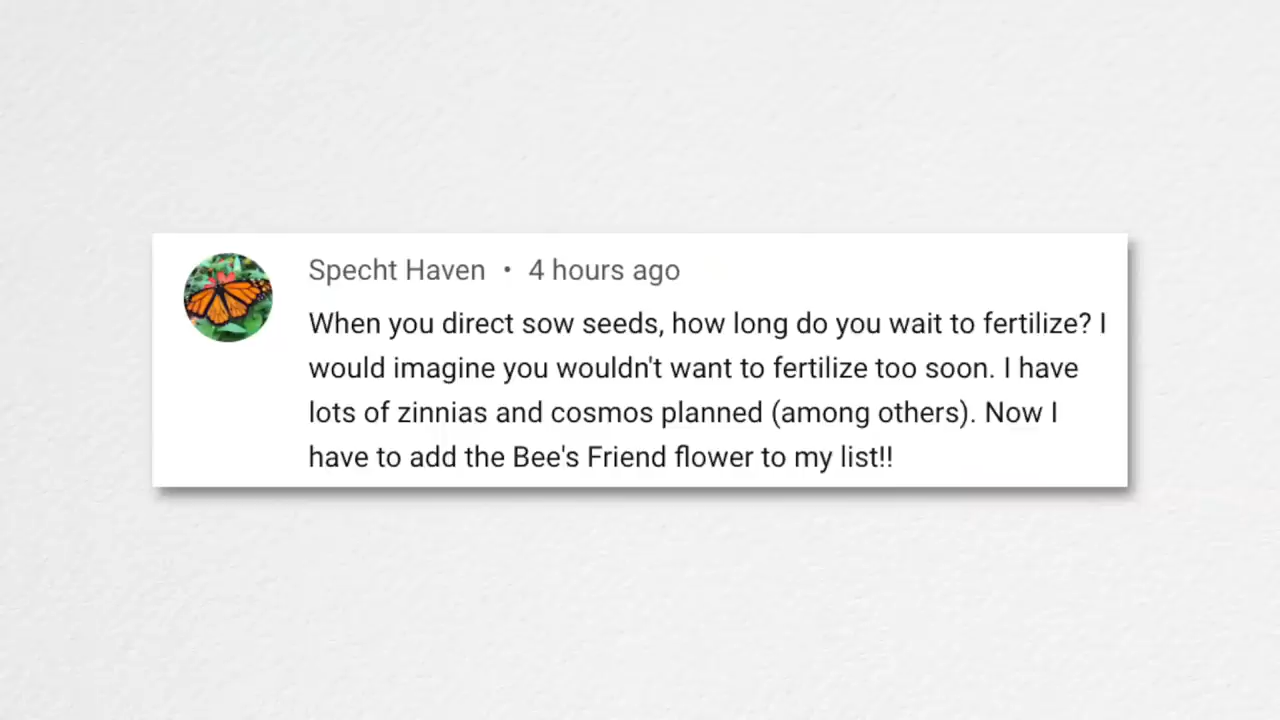 Specht Haven • 4 hours ago
When you direct sow seeds, how long do you wait to fertilize? I
would imagine you wouldn't want to fertilize too soon. I have
lots of zinnias and cosmos planned (among others). Now I
have to add the Bee's Friend flower to my list!!